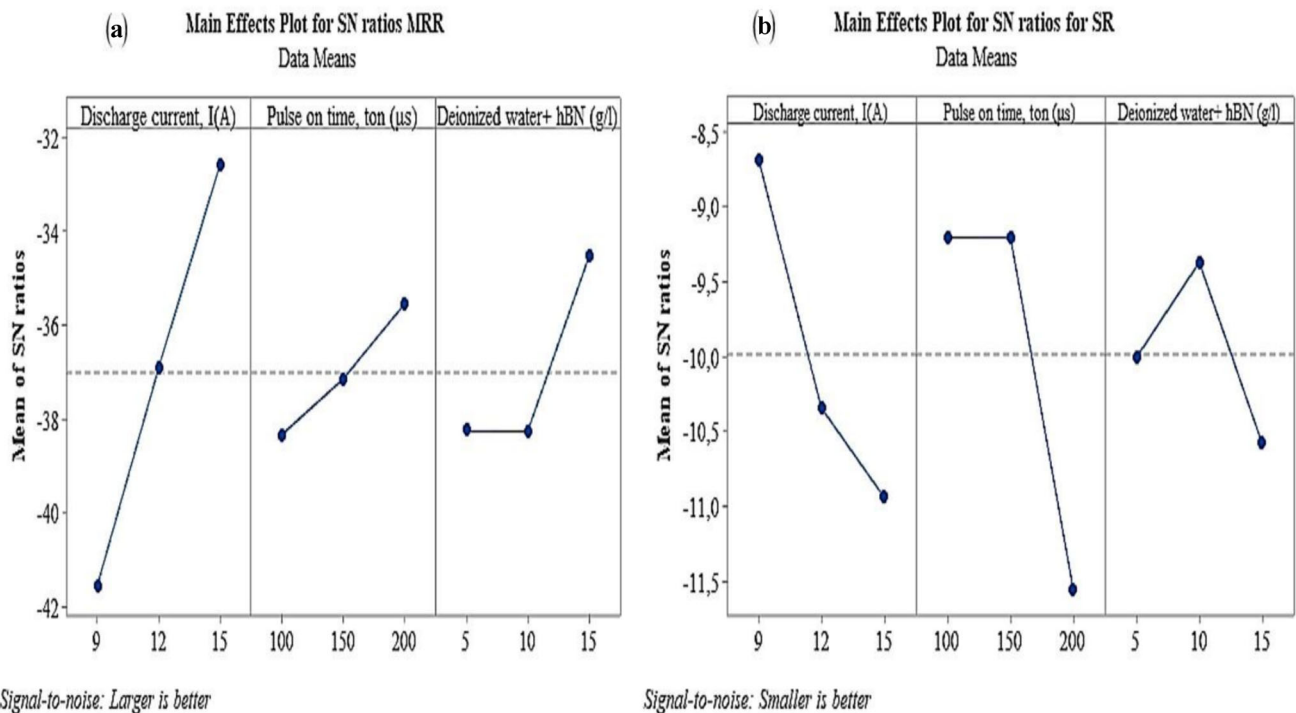 (a)
Main Effects Plot for SN ratios MRR
Data Means
Discharge current, I(A)
Pulse on time, ton (µs)
Deionized water+ hBN (g/l)
Mean of SN ratios
-32
-34
-36
-38
-40
-42
9 12 15 100 150 200 5 10 15
Signal-to-noise: Larger is better
(b)
Main Effects Plot for SN ratios for SR
Data Means
Discharge current, I(A)
Pulse on time, ton (µs)
Deionized water+ hBN (g/l)
Mean of SN ratios
-8,5
-9,0
-9,5
-10,0
-10,5
-11,0
-11,5
9 12 15 100 150 200 5 10 15
Signal-to-noise: Smaller is better